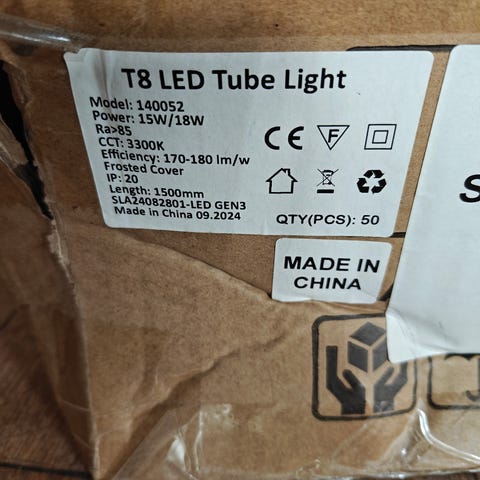 T8 LED Tube Light
Model: 140052
Power: 15W/18W
Ra>85
CCT: 3300K
Efficiency: 170-180 lm/w
Frosted Cover
IP: 20
Length: 1500mm
SLA24082801-LED GEN3
Made in China 09.2024
CE
F
QTY(PCS): 50
MADE IN
CHINA
S